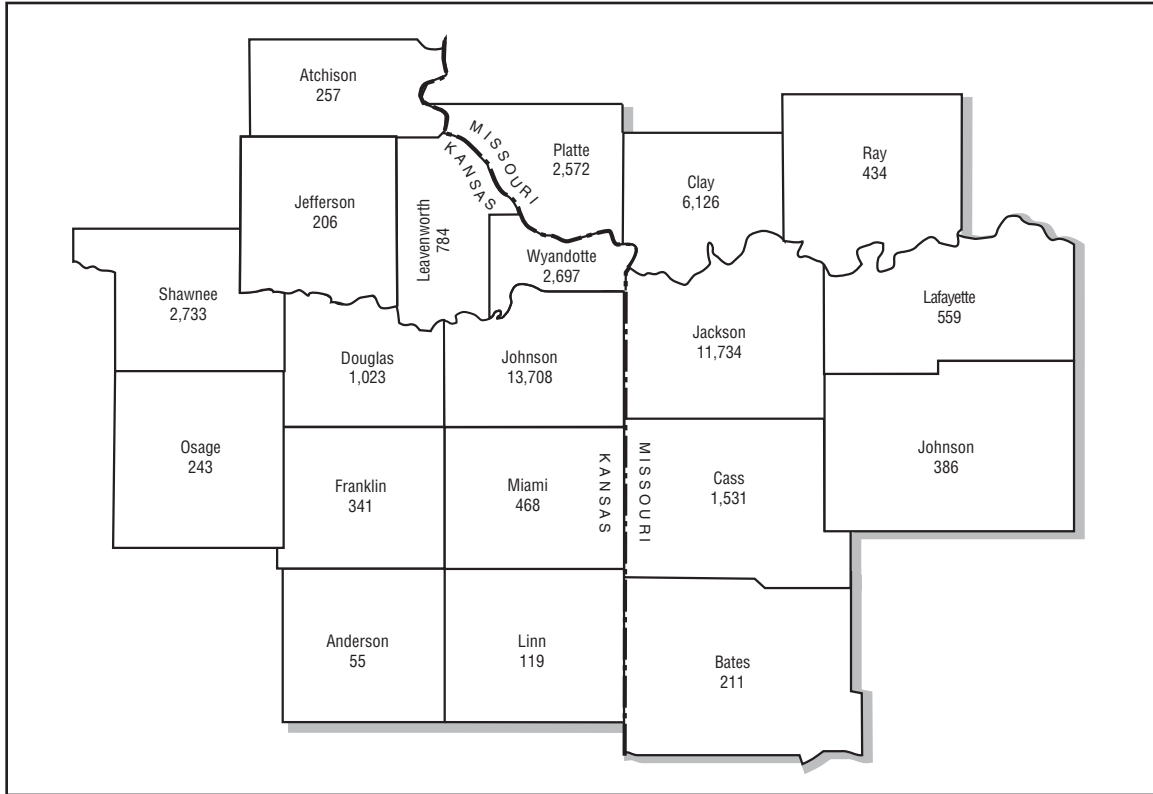 Atchison
257
MISSOURI
KANSAS
Platte
2,572
Clay
6,126
Ray
434
Jefferson
206
Leavenworth
784
Wyandotte
2,697
Shawnee
2,733
Lafayette
559
Jackson
11,734
Douglas
1,023
Johnson
13,708
Osage
243
Johnson
386
Franklin
341
Miami
468
KANSAS
MISSOURI
Cass
1,531
Anderson
55
Linn
119
Bates
211